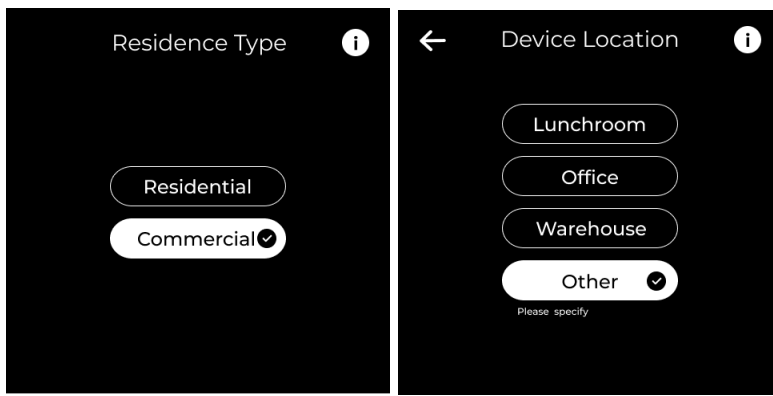 Residence Type
i
Residential
Commercial
Device Location
i
Lunchroom
Office
Warehouse
Other
Please specify